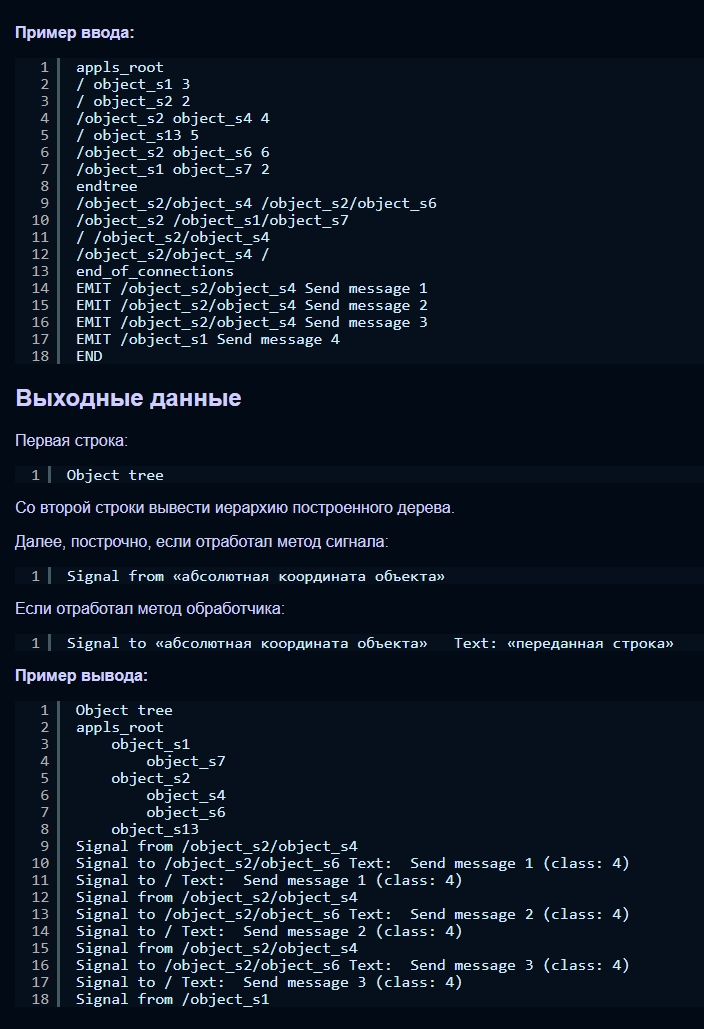 Пример ввода:
1 appls_root
2 / object_s1 3
3 / object_s2 2
4 /object_s2 object_s4 4
5 / object_s13 5
6 /object_s2 object_s6 6
7 /object_s1 object_s7 2
8 endtree
9 /object_s2/object_s4 /object_s2/object_s6
10 /object_s2 /object_s1/object_s7
11 / /object_s2/object_s4
12 /object_s2/object_s4 /
13 end_of_connections
14 EMIT /object_s2/object_s4 Send message 1
15 EMIT /object_s2/object_s4 Send message 2
16 EMIT /object_s2/object_s4 Send message 3
17 EMIT /object_s1 Send message 4
18 END
Выходные данные
Первая строка:
1 Object tree
Со второй строки вывести иерархию построенного дерева.
Далее, построчно, если отработал метод сигнала:
1 Signal from «абсолютная координата объекта»
Если отработал метод обработчика:
1 Signal to «абсолютная координата объекта»   Text: «переданная строка»
Пример вывода:
1 Object tree
2 appls_root
3     object_s1
4         object_s7
5     object_s2
6         object_s4
7         object_s6
8     object_s13
9 Signal from /object_s2/object_s4
10 Signal to /object_s2/object_s6 Text:  Send message 1 (class: 4)
11 Signal to / Text:  Send message 1 (class: 4)
12 Signal from /object_s2/object_s4
13 Signal to /object_s2/object_s6 Text:  Send message 2 (class: 4)
14 Signal to / Text:  Send message 2 (class: 4)
15 Signal from /object_s2/object_s4
16 Signal to /object_s2/object_s6 Text:  Send message 3 (class: 4)
17 Signal to / Text:  Send message 3 (class: 4)
18 Signal from /object_s1